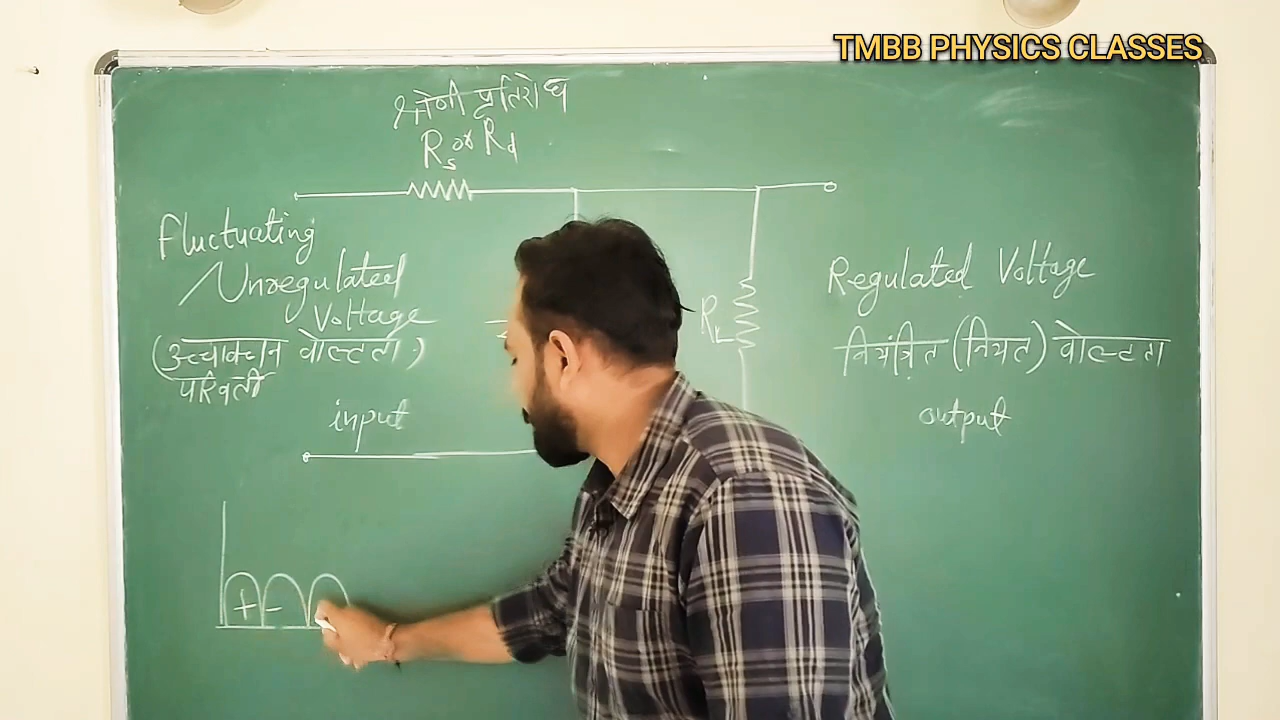 TMBB PHYSICS CLASSES
श्रेणी प्रतिरोध
Rs or Rd
Fluctuating
Unregulated
Voltage
(उच्चावचन वोल्टता)
परिवर्ती
input
RL
Regulated Voltage
नियंत्रित (नियत) वोल्टता
output
+ -